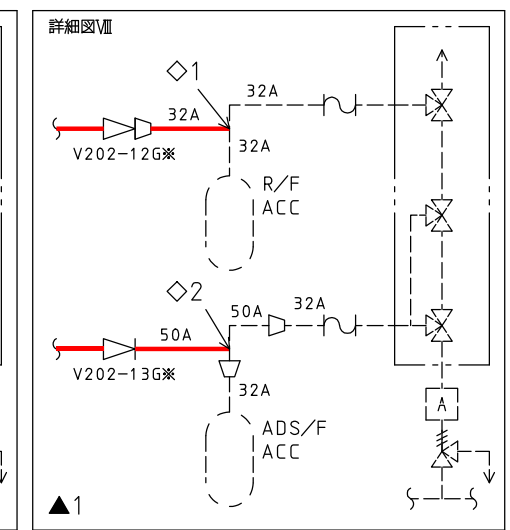 詳細図Ⅷ
◇1
32A
32A
V202-12G※
32A
R/F
ACC
◇2
50A
32A
50A
V202-13G※
32A
A
ADS/F
ACC
▲1